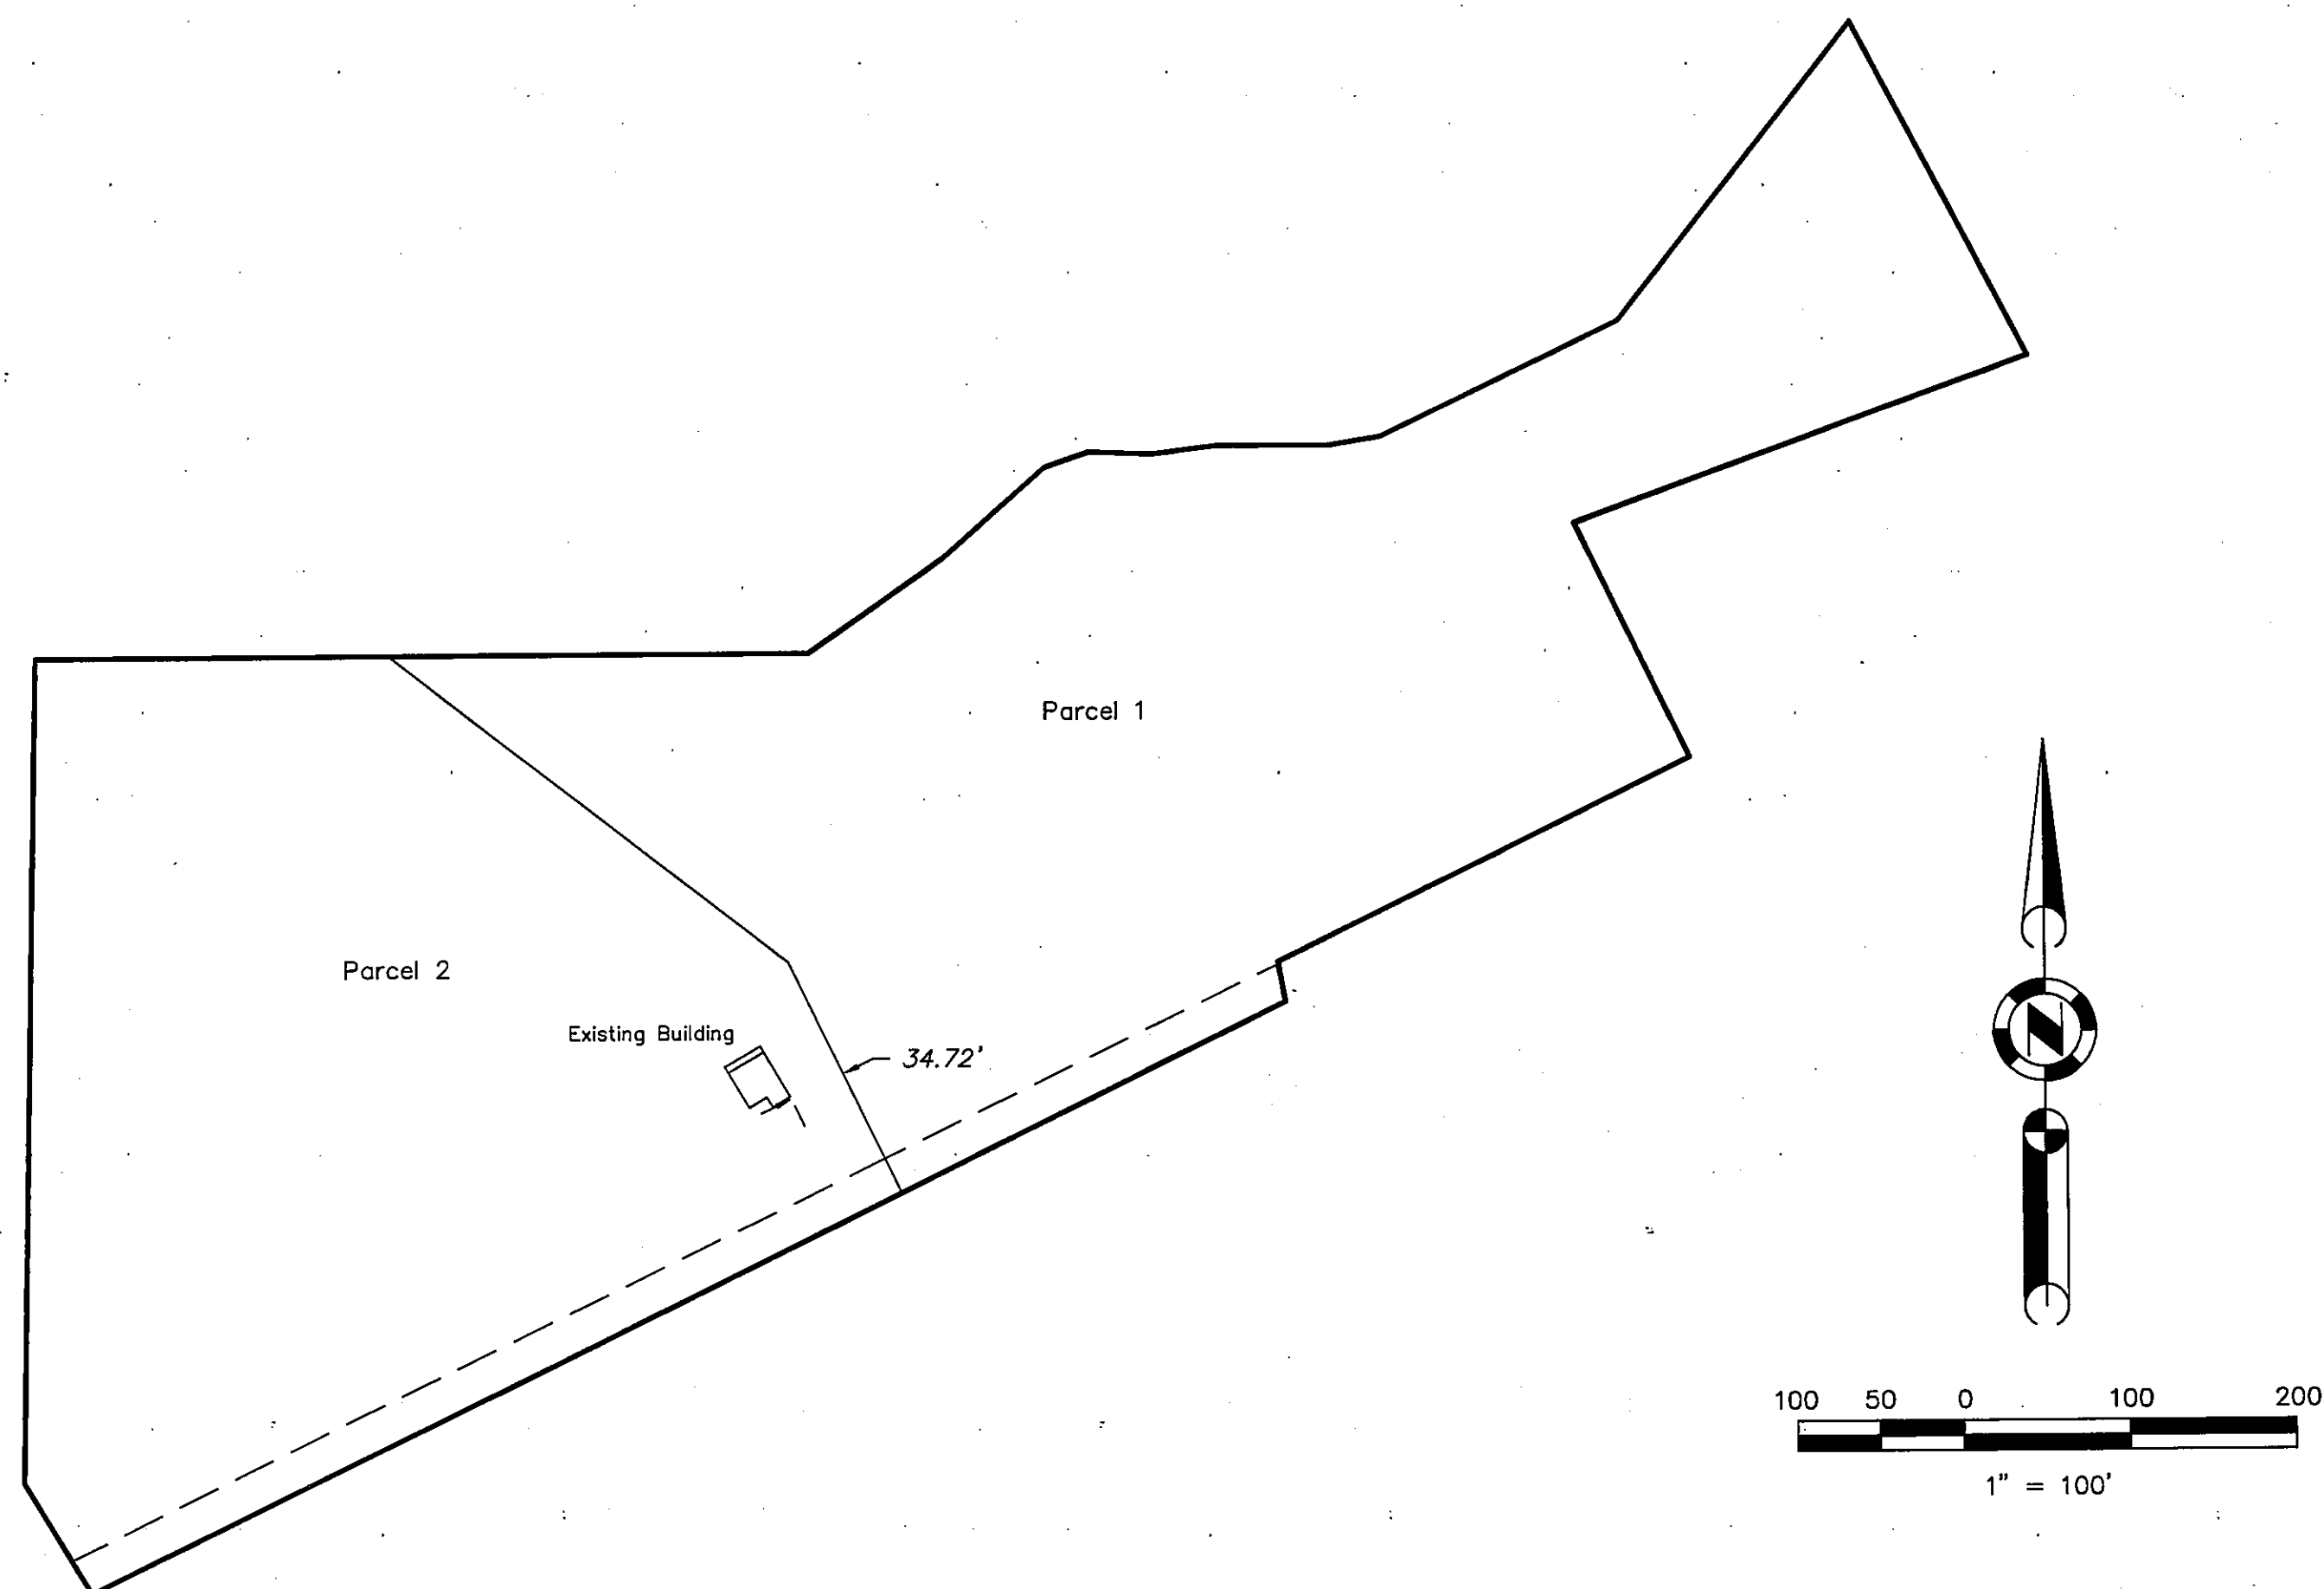 Parcel 1
Parcel 2
Existing Building
34.72'
N
100 50 0 100 200
1" = 100'